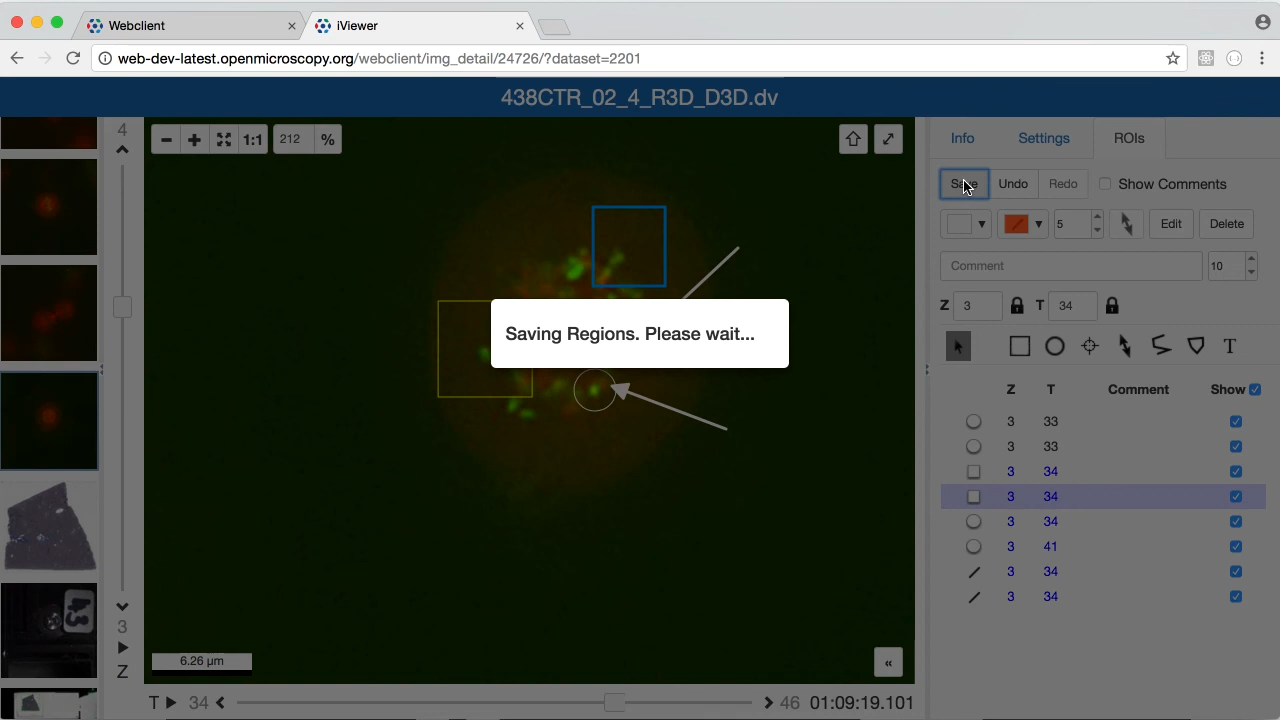 Webclient
iViewer
web-dev-latest.openmicroscopy.org/webclient/img_detail/24726/?dataset=2201
438CTR_02_4_R3D_D3D.dv
4
1:1 212 %
Info Settings ROIs
Save Undo Redo Show Comments
5 Edit Delete
Comment 10
Z 3 T 34
T
Z T Comment Show
3 33
3 33
3 34
3 34
3 34
3 41
3 34
3 34
Saving Regions. Please wait...
3
Z
6.26 µm
«
T 34 46 01:09:19.101